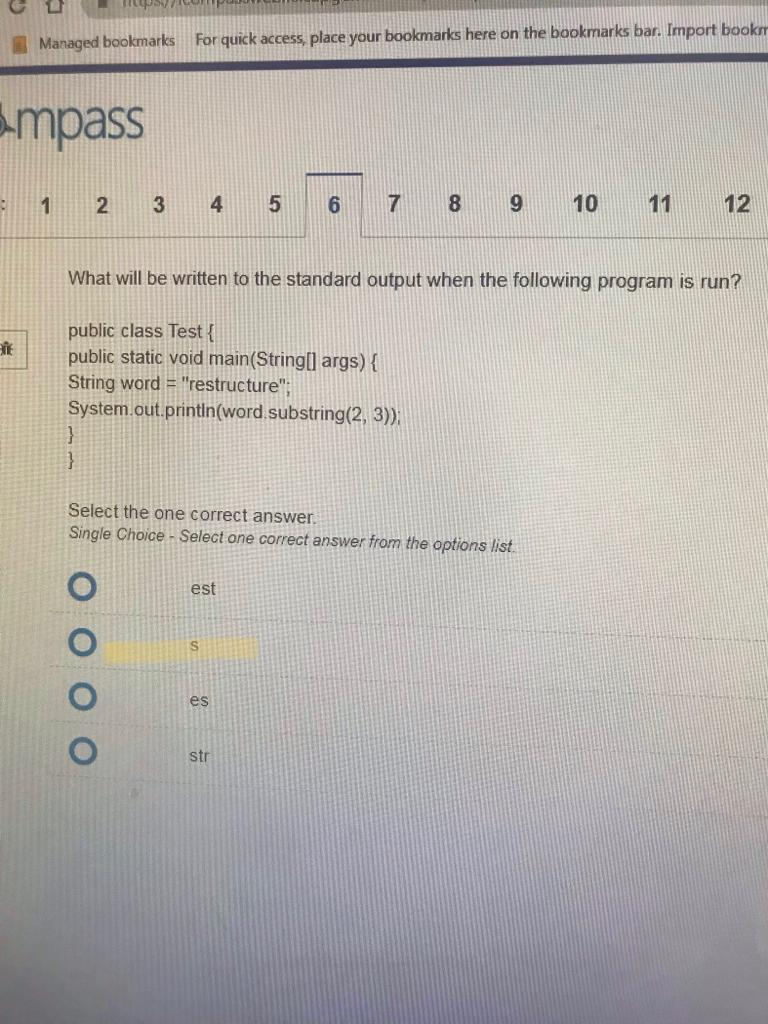 Managed bookmarks For quick access, place your bookmarks here on the bookmarks bar. Import
mpass
: 1 2 3 4 5 6 7 8 9 10 11 12
What will be written to the standard output when the following program is run?
public class Test {
public static void main(String[] args) {
String word = "restructure";
System.out.println(word.substring(2, 3));
}
}
Select the one correct answer.
Single Choice - Select one correct answer from the options list.
est
s
es
str